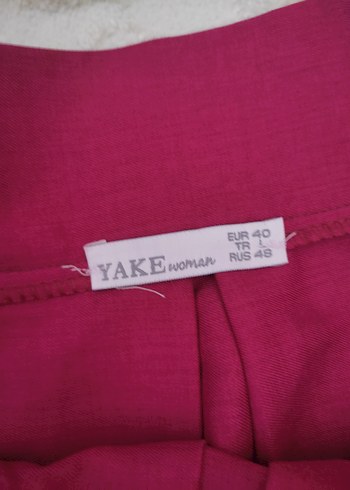 YAKE woman
EUR 40
TR L
RUS 48